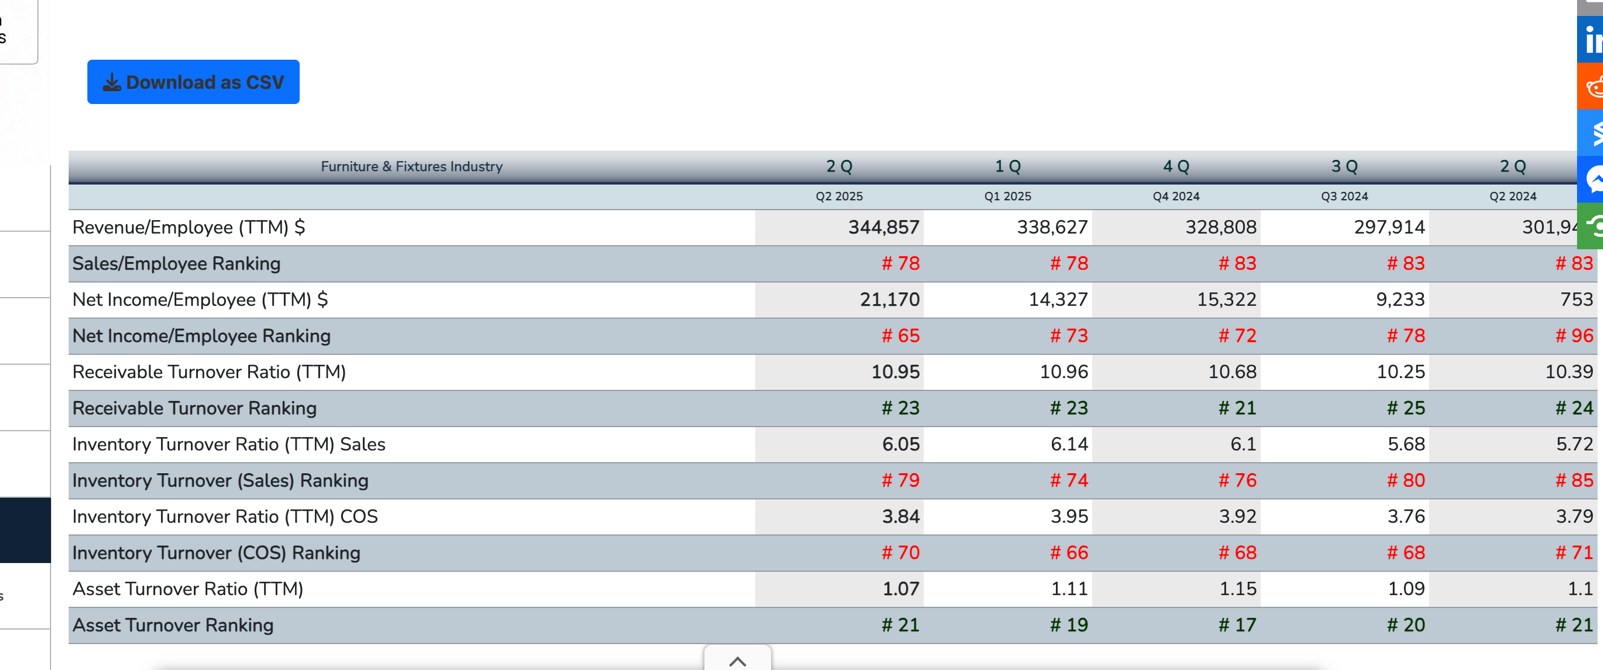 s
Download as CSV
Furniture & Fixtures Industry 2 Q 1 Q 4 Q 3 Q 2 Q
Q2 2025 Q1 2025 Q4 2024 Q3 2024 Q2 2024
Revenue/Employee (TTM) $ 344,857 338,627 328,808 297,914 301,94
Sales/Employee Ranking # 78 # 78 # 83 # 83 # 83
Net Income/Employee (TTM) $ 21,170 14,327 15,322 9,233 753
Net Income/Employee Ranking # 65 # 73 # 72 # 78 # 96
Receivable Turnover Ratio (TTM) 10.95 10.96 10.68 10.25 10.39
Receivable Turnover Ranking # 23 # 23 # 21 # 25 # 24
Inventory Turnover Ratio (TTM) Sales 6.05 6.14 6.1 5.68 5.72
Inventory Turnover (Sales) Ranking # 79 # 74 # 76 # 80 # 85
Inventory Turnover Ratio (TTM) COS 3.84 3.95 3.92 3.76 3.79
Inventory Turnover (COS) Ranking # 70 # 66 # 68 # 68 # 71
Asset Turnover Ratio (TTM) 1.07 1.11 1.15 1.09 1.1
s
Asset Turnover Ranking # 21 # 19 # 17 # 20 # 21